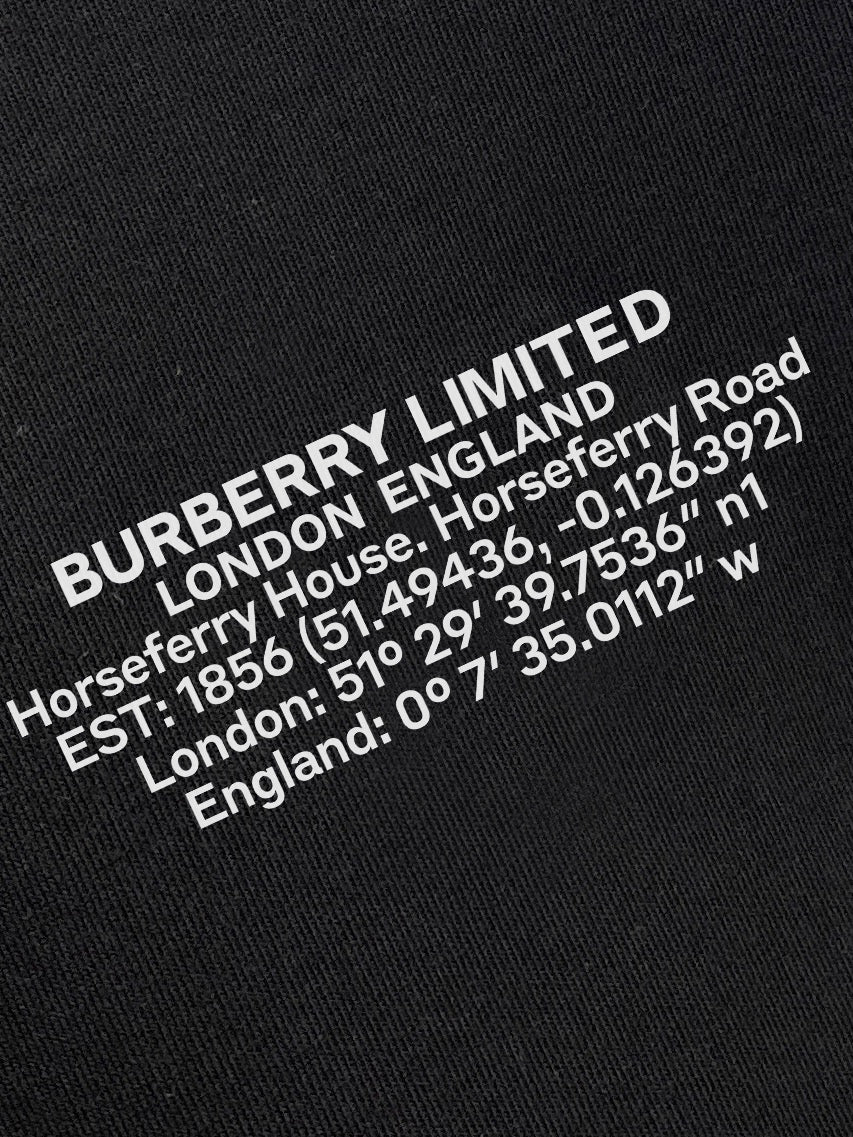 BURBERRY LIMITED
LONDON ENGLAND
Horseferry House. Horseferry Road
EST: 1856 (51.49436, -0.126392)
London: 51º 29′ 39.7536″ n1
England: 0º 7′ 35.0112″ w